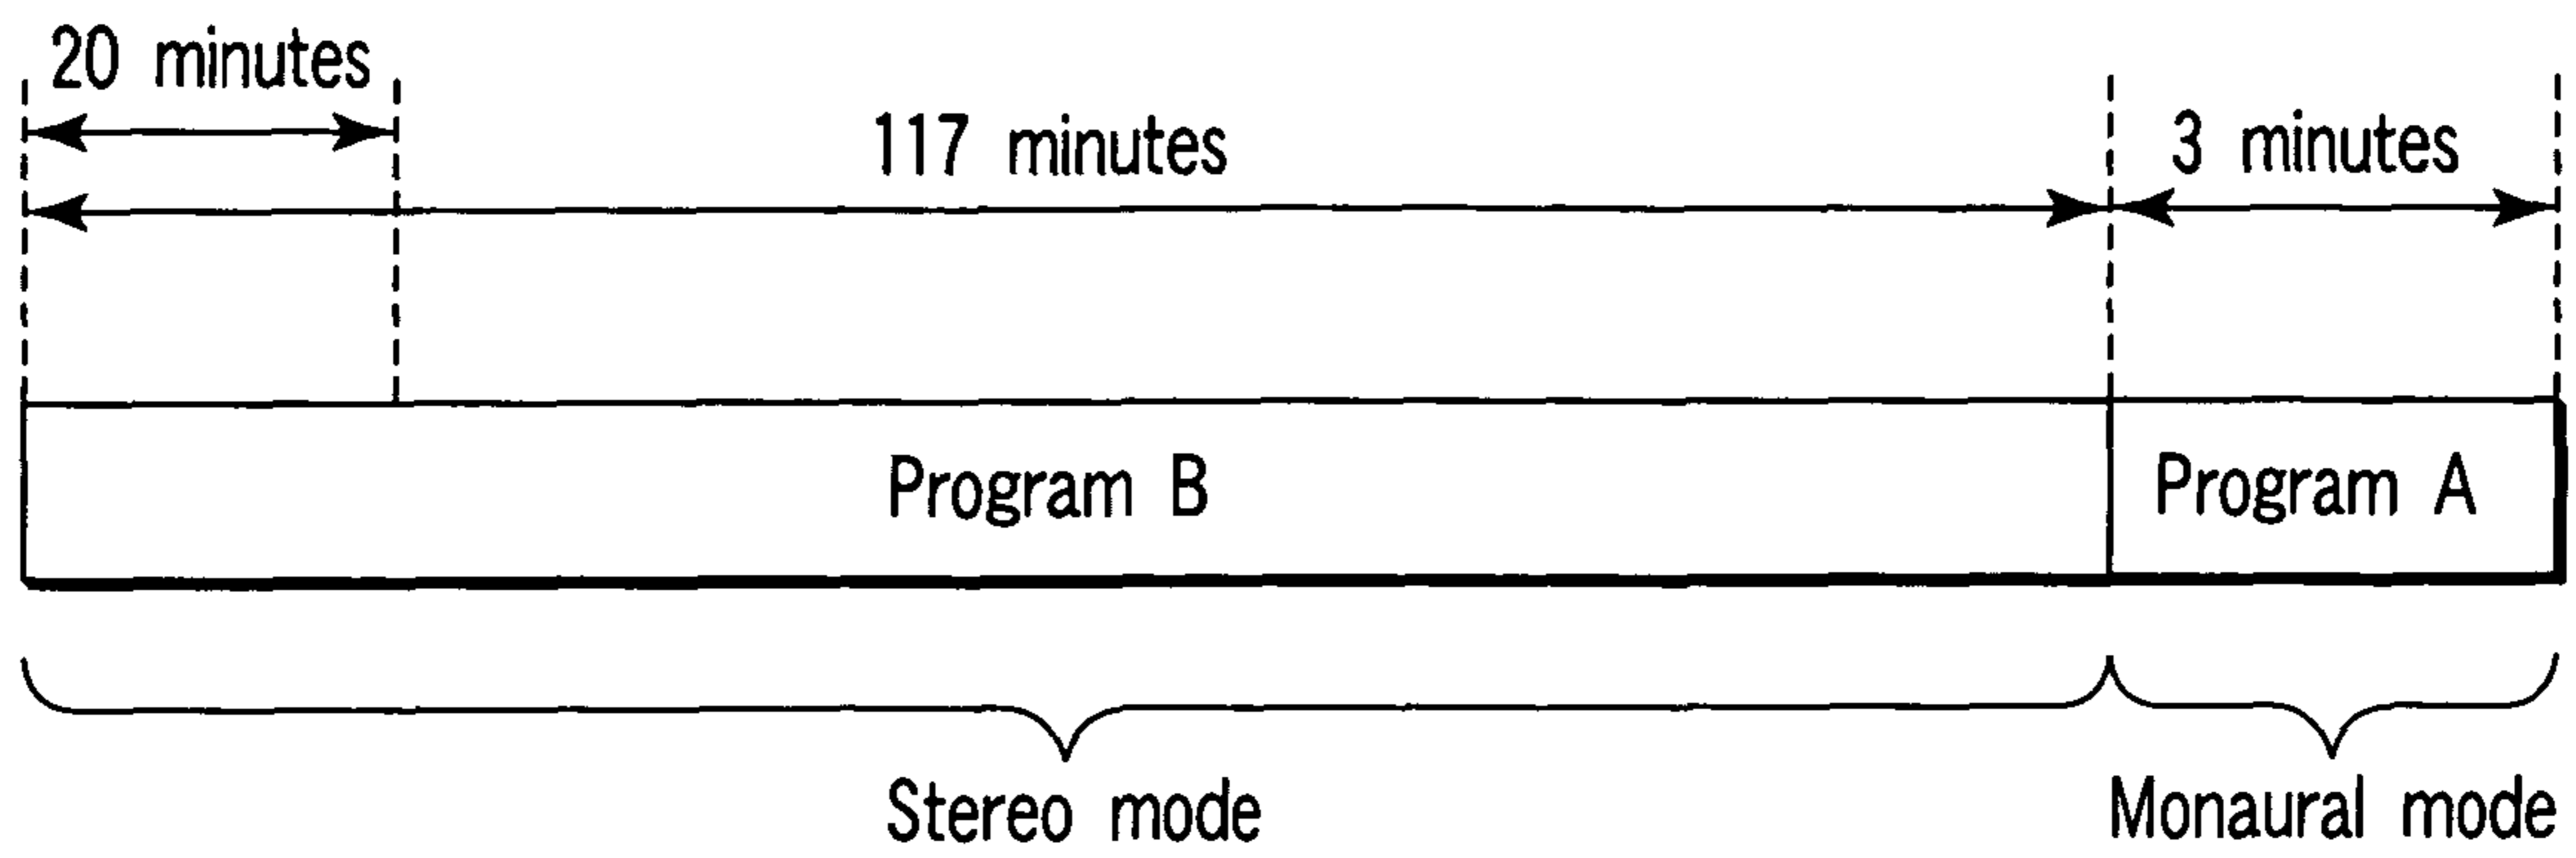 20 minutes
117 minutes
3 minutes
Program B
Program A
Stereo mode
Monaural mode